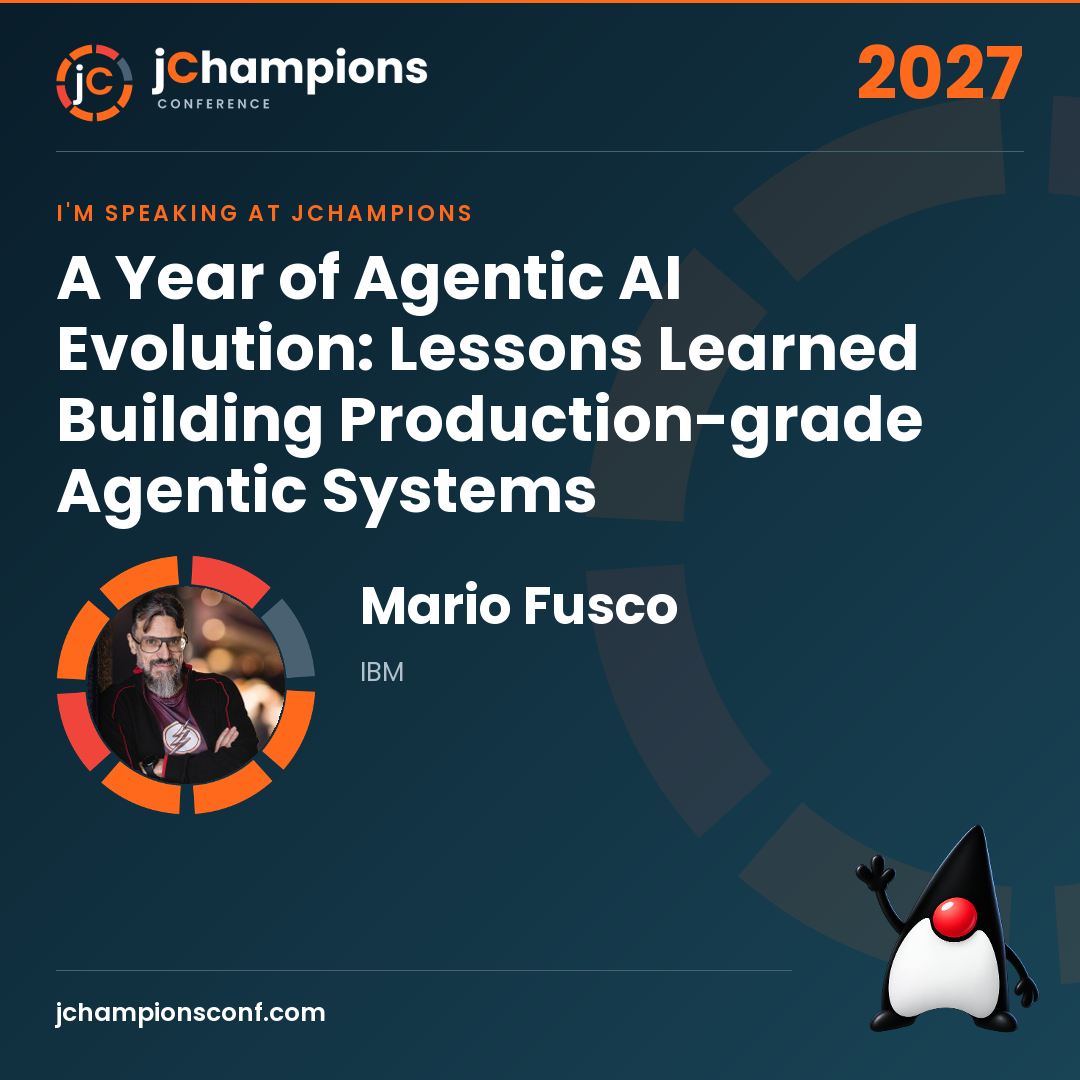 jC
jChampions
CONFERENCE
2027
I'M SPEAKING AT JCHAMPIONS
A Year of Agentic AI
Evolution: Lessons Learned
Building Production-grade
Agentic Systems
Mario Fusco
IBM
jchampionsconf.com